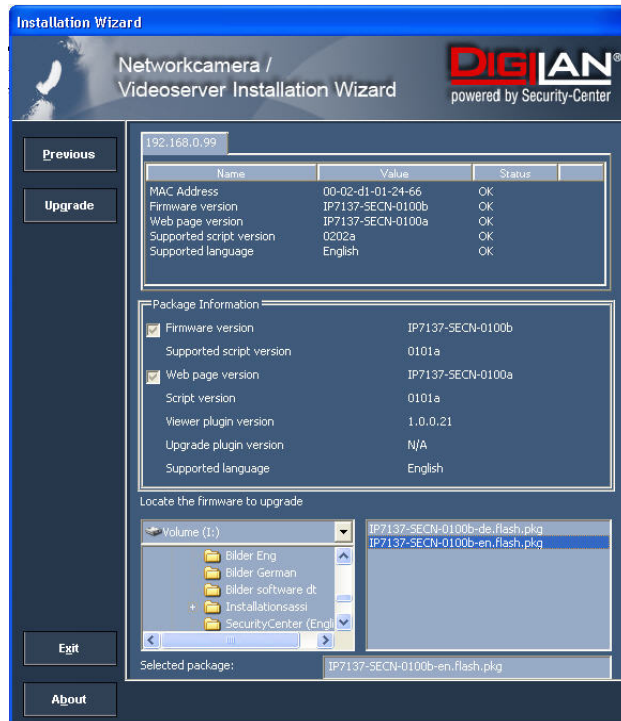 Installation Wizard
Networkcamera /
Videoserver Installation Wizard
DIGILAN®
powered by Security-Center
Previous
Upgrade
192.168.0.99
Name Value Status
MAC Address 00-02-d1-01-24-66 OK
Firmware version IP7137-SECN-0100b OK
Web page version IP7137-SECN-0100a OK
Supported script version 0202a OK
Supported language English OK
Package Information
Firmware version IP7137-SECN-0100b
Supported script version 0101a
Web page version IP7137-SECN-0100a
Script version 0101a
Viewer plugin version 1.0.0.21
Upgrade plugin version N/A
Supported language English
Locate the firmware to upgrade
Volume (I:)
Bilder Eng
Bilder German
Bilder software dt
Installationsassi
SecurityCenter (Engli
IP7137-SECN-0100b-de.flash.pkg
IP7137-SECN-0100b-en.flash.pkg
Selected package: IP7137-SECN-0100b-en.flash.pkg
Exit
About